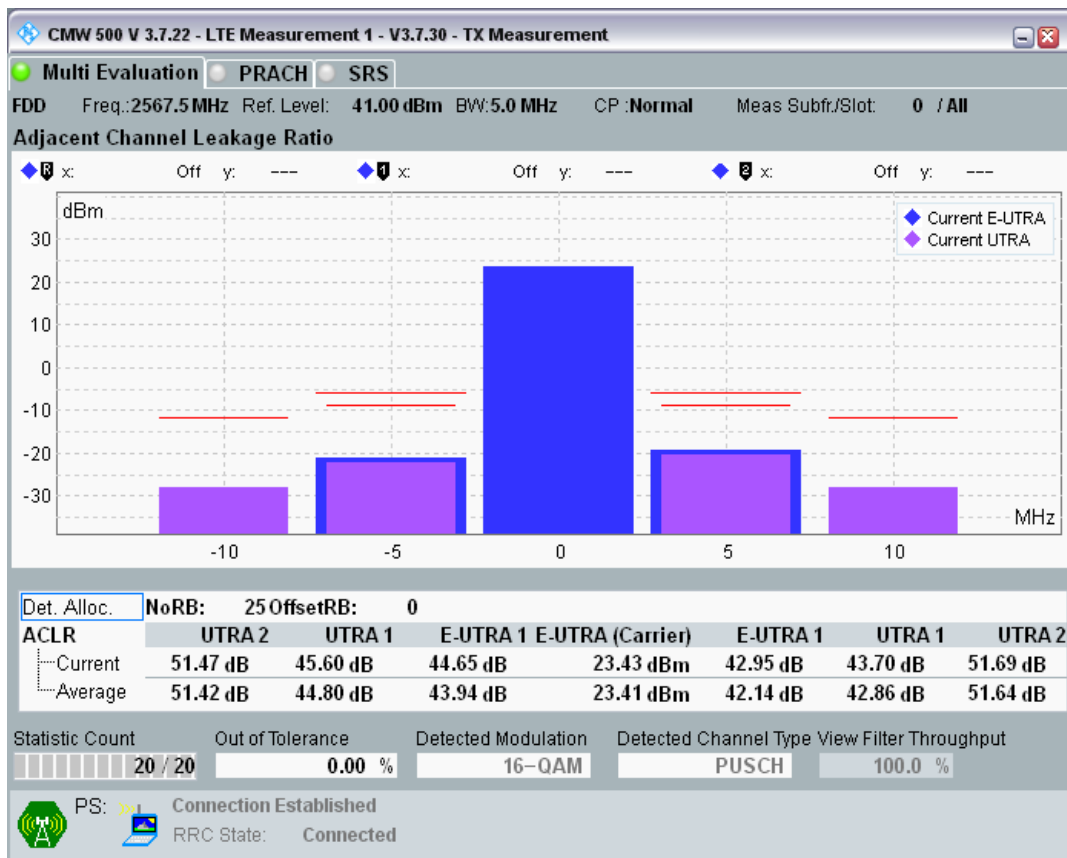 CMW 500 V 3.7.22 - LTE Measurement 1 - V3.7.30 - TX Measurement
Multi Evaluation PRACH SRS
FDD Freq.:2567.5 MHz Ref. Level: 41.00 dBm BW:5.0 MHz CP :Normal Meas Subfr./Slot: 0 / All
Adjacent Channel Leakage Ratio
R x: Off y: --- 1 x: Off y: --- 2 x: Off y: ---
dBm
Current E-UTRA
Current UTRA
30
20
10
0
-10
-20
-30
MHz
-10 -5 0 5 10
Det. Alloc. NoRB: 25 OffsetRB: 0
ACLR UTRA 2 UTRA 1 E-UTRA 1 E-UTRA (Carrier) E-UTRA 1 UTRA 1 UTRA 2
Current 51.47 dB 45.60 dB 44.65 dB 23.43 dBm 42.95 dB 43.70 dB 51.69 dB
Average 51.42 dB 44.80 dB 43.94 dB 23.41 dBm 42.14 dB 42.86 dB 51.64 dB
Statistic Count Out of Tolerance Detected Modulation Detected Channel Type View Filter Throughput
20 / 20 0.00 % 16-QAM PUSCH 100.0 %
PS: Connection Established
RRC State: Connected